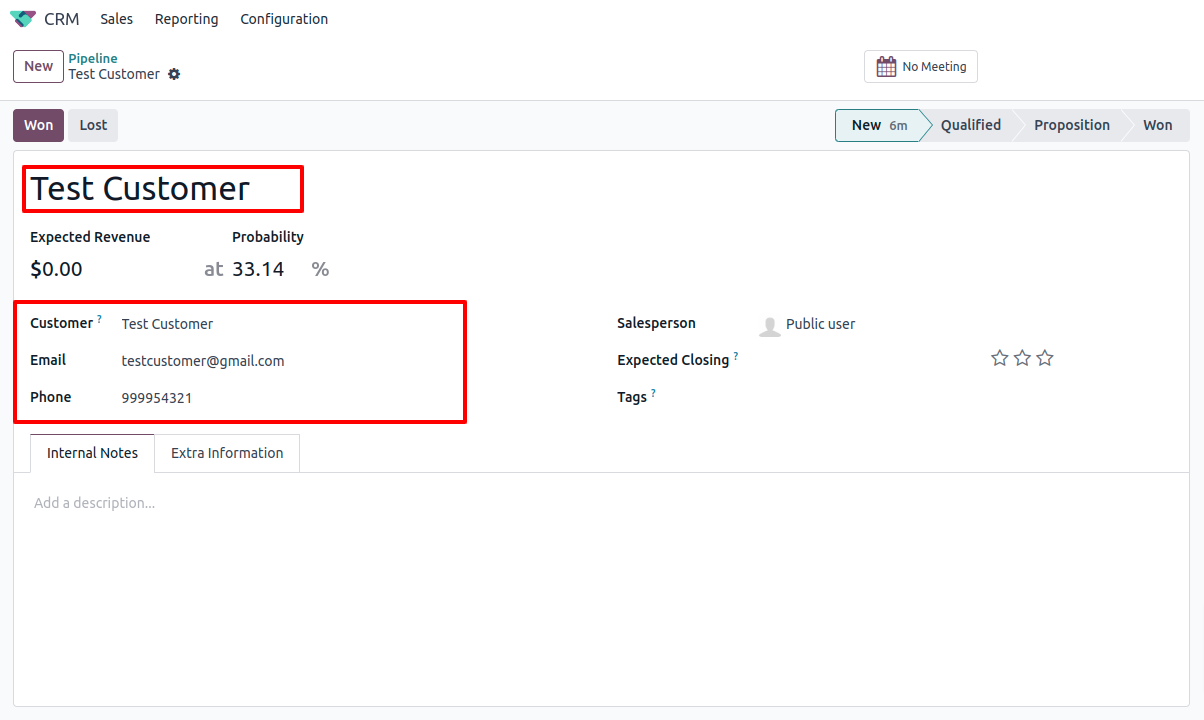 CRM Sales Reporting Configuration
New Pipeline
Test Customer
No Meeting
Won Lost New 6m Qualified Proposition Won
Test Customer
Expected Revenue Probability
$0.00 at 33.14 %
Customer ? Test Customer Salesperson Public user
Email testcustomer@gmail.com Expected Closing ?
Phone 999954321 Tags ?
Internal Notes Extra Information
Add a description...